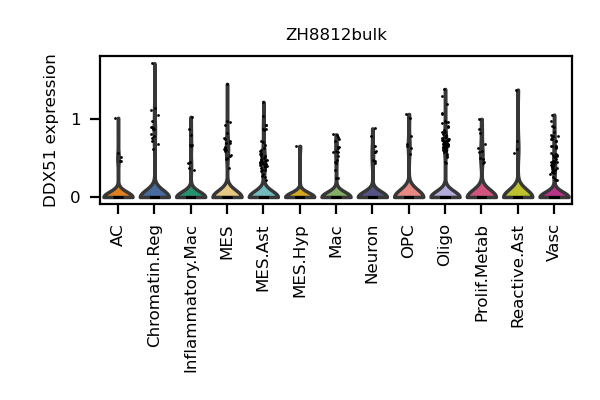 ZH8812bulk
DDX51 expression
1
0
AC
Chromatin.Reg
Inflammatory.Mac
MES
MES.Ast
MES.Hyp
Mac
Neuron
OPC
Oligo
Prolif.Metab
Reactive.Ast
Vasc